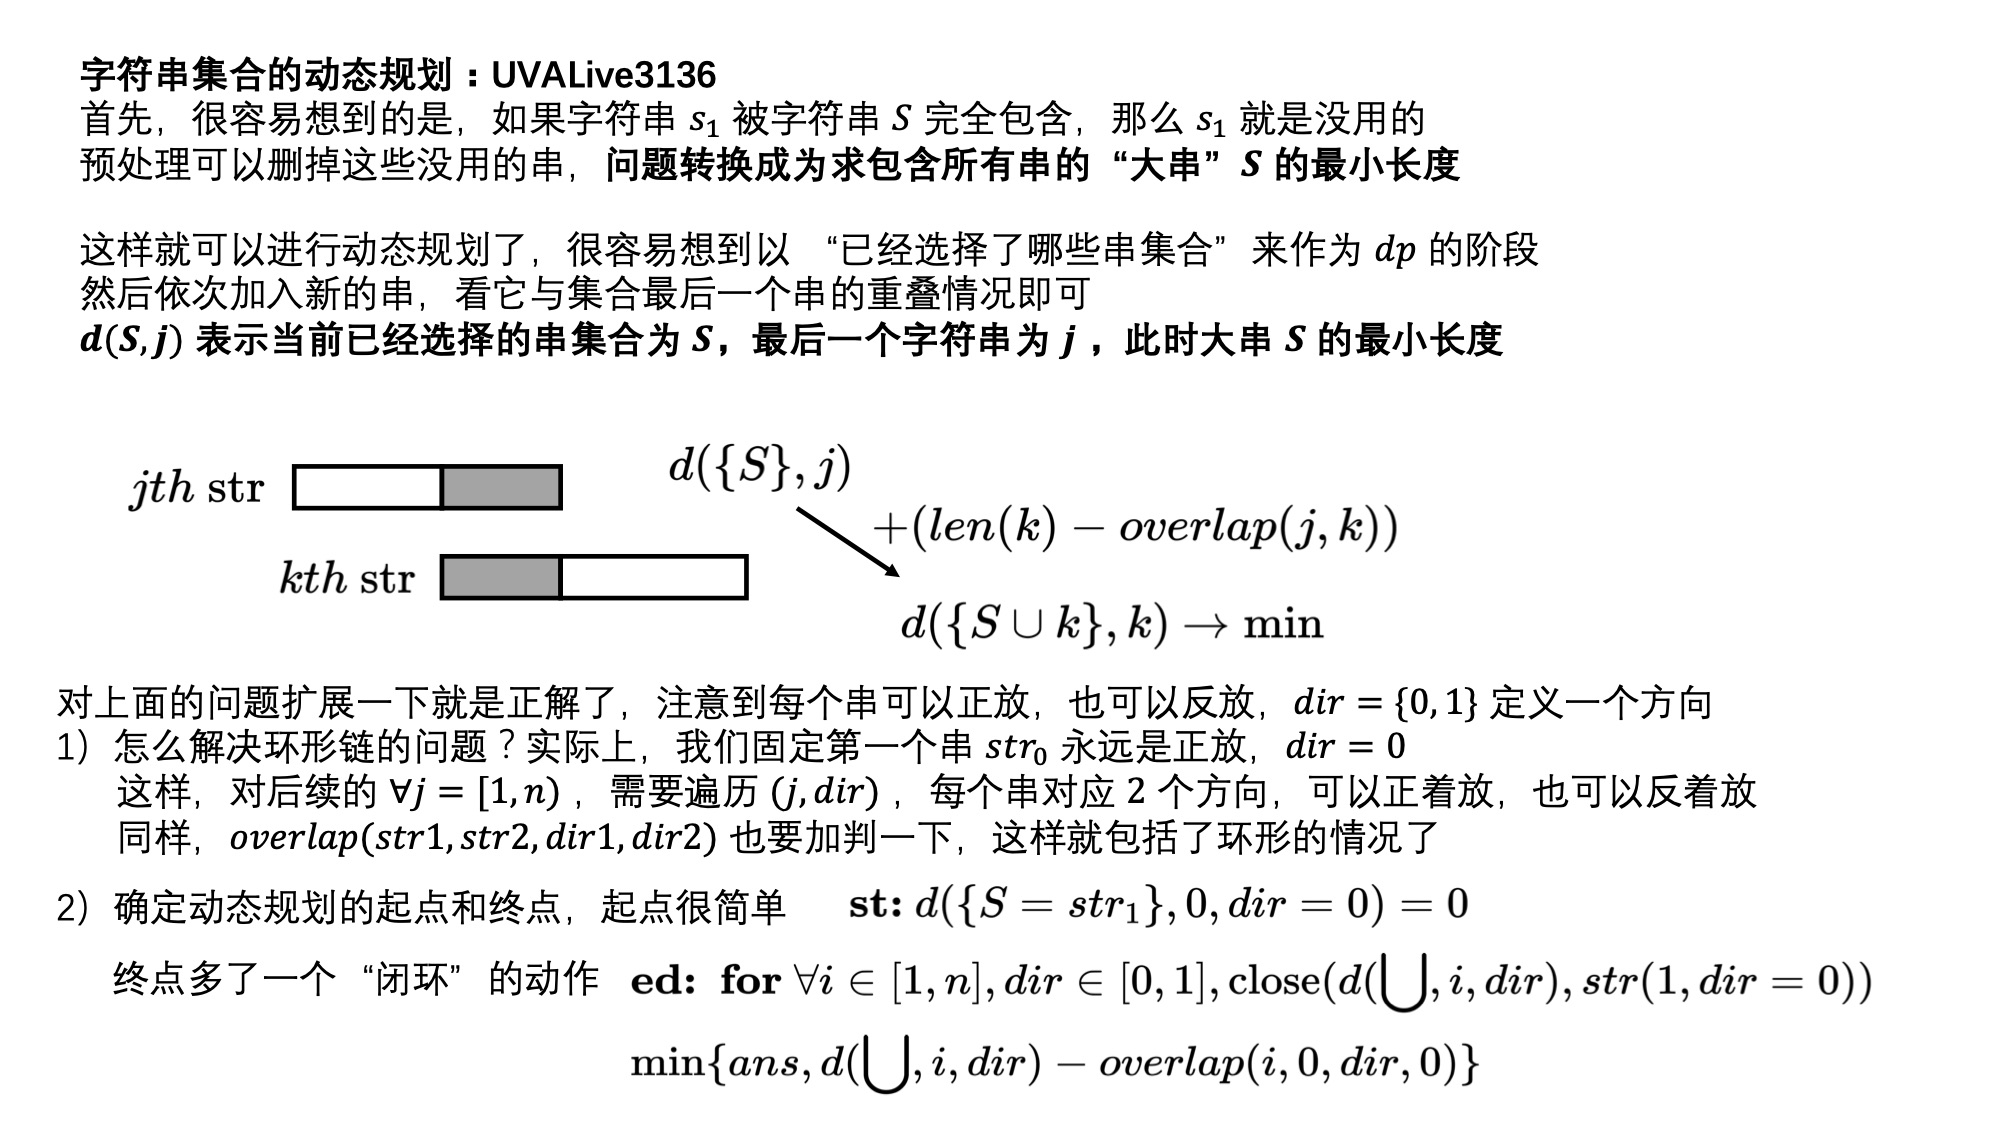 字符串集合的动态规划：UVALive3136
首先，很容易想到的是，如果字符串 s₁ 被字符串 S 完全包含，那么 s₁ 就是没用的
预处理可以删掉这些没用的串，问题转换成为求包含所有串的“大串” S 的最小长度
这样就可以进行动态规划了，很容易想到以 “已经选择了哪些串集合” 来作为 dp 的阶段
然后依次加入新的串，看它与集合最后一个串的重叠情况即可
d(S, j) 表示当前已经选择的串集合为 S，最后一个字符串为 j ，此时大串 S 的最小长度
jth str
d({S}, j)
+(len(k) − overlap(j, k))
kth str
d({S ∪ k}, k) → min
对上面的问题扩展一下就是正解了，注意到每个串可以正放，也可以反放，dir = {0, 1} 定义一个方向
1) 怎么解决环形链的问题？实际上，我们固定第一个串 str₀ 永远是正放，dir = 0
这样，对后续的 ∀j = [1, n) ，需要遍历 (j, dir) ，每个串对应 2 个方向，可以正着放，也可以反着放
同样，overlap(str1, str2, dir1, dir2) 也要加判一下，这样就包括了环形的情况了
2) 确定动态规划的起点和终点，起点很简单 st: d({S = str₁}, 0, dir = 0) = 0
终点多了一个 “闭环” 的动作 ed: for ∀i ∈ [1, n], dir ∈ [0, 1], close(d(⋃, i, dir), str(1, dir = 0))
min{ans, d(⋃, i, dir) − overlap(i, 0, dir, 0)}